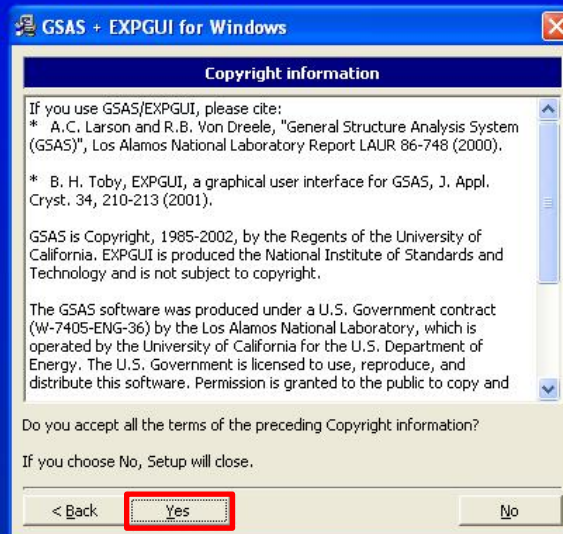 GSAS + EXPGUI for Windows
Copyright information
If you use GSAS/EXPGUI, please cite:
* A.C. Larson and R.B. Von Dreele, "General Structure Analysis System
(GSAS)", Los Alamos National Laboratory Report LAUR 86-748 (2000).
* B. H. Toby, EXPGUI, a graphical user interface for GSAS, J. Appl.
Cryst. 34, 210-213 (2001).
GSAS is Copyright, 1985-2002, by the Regents of the University of
California. EXPGUI is produced the National Institute of Standards and
Technology and is not subject to copyright.
The GSAS software was produced under a U.S. Government contract
(W-7405-ENG-36) by the Los Alamos National Laboratory, which is
operated by the University of California for the U.S. Department of
Energy. The U.S. Government is licensed to use, reproduce, and
distribute this software. Permission is granted to the public to copy and
Do you accept all the terms of the preceding Copyright information?
If you choose No, Setup will close.
< Back Yes No